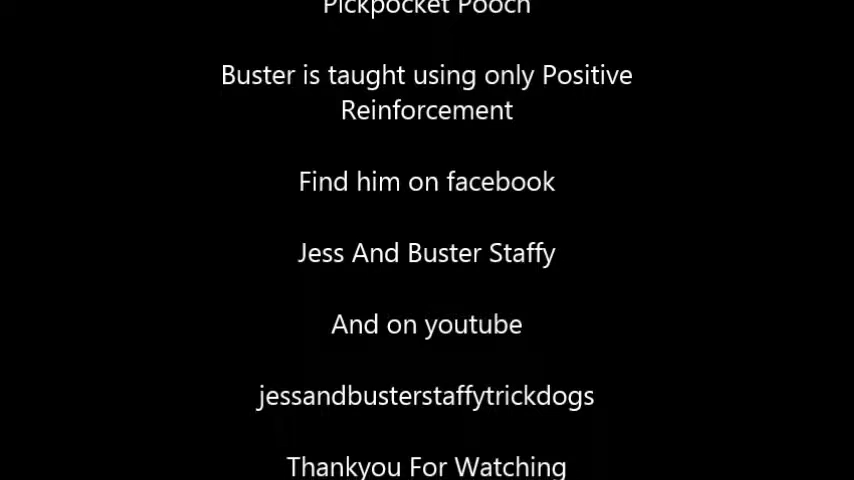 Pickpocket Pooch
Buster is taught using only Positive
Reinforcement
Find him on facebook
Jess And Buster Staffy
And on youtube
jessandbusterstaffytrickdogs
Thankyou For Watching